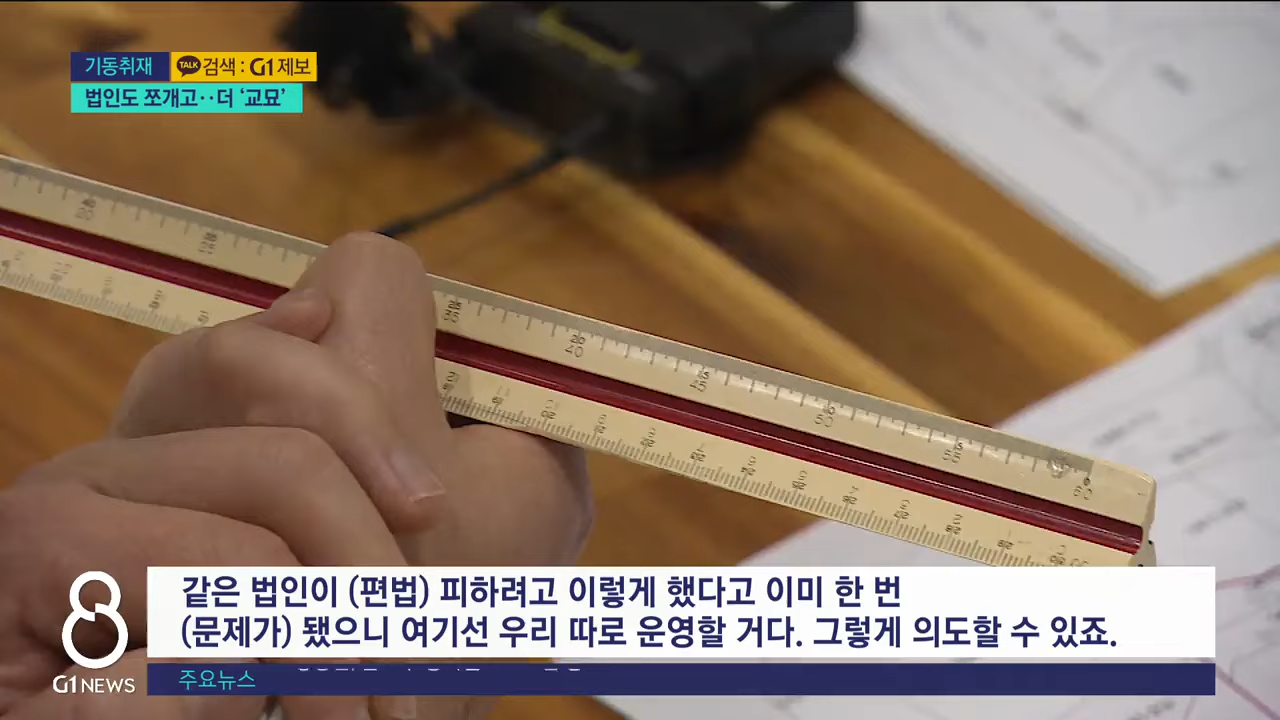 기동취재
TALK 검색 : G1 제보
법인도 쪼개고‥더 ‘교묘’
같은 법인이 (편법) 피하려고 이렇게 했다고 이미 한 번
(문제가) 됐으니 여기선 우리 따로 운영할 거다. 그렇게 의도할 수 있죠.
8
G1 NEWS
주요뉴스